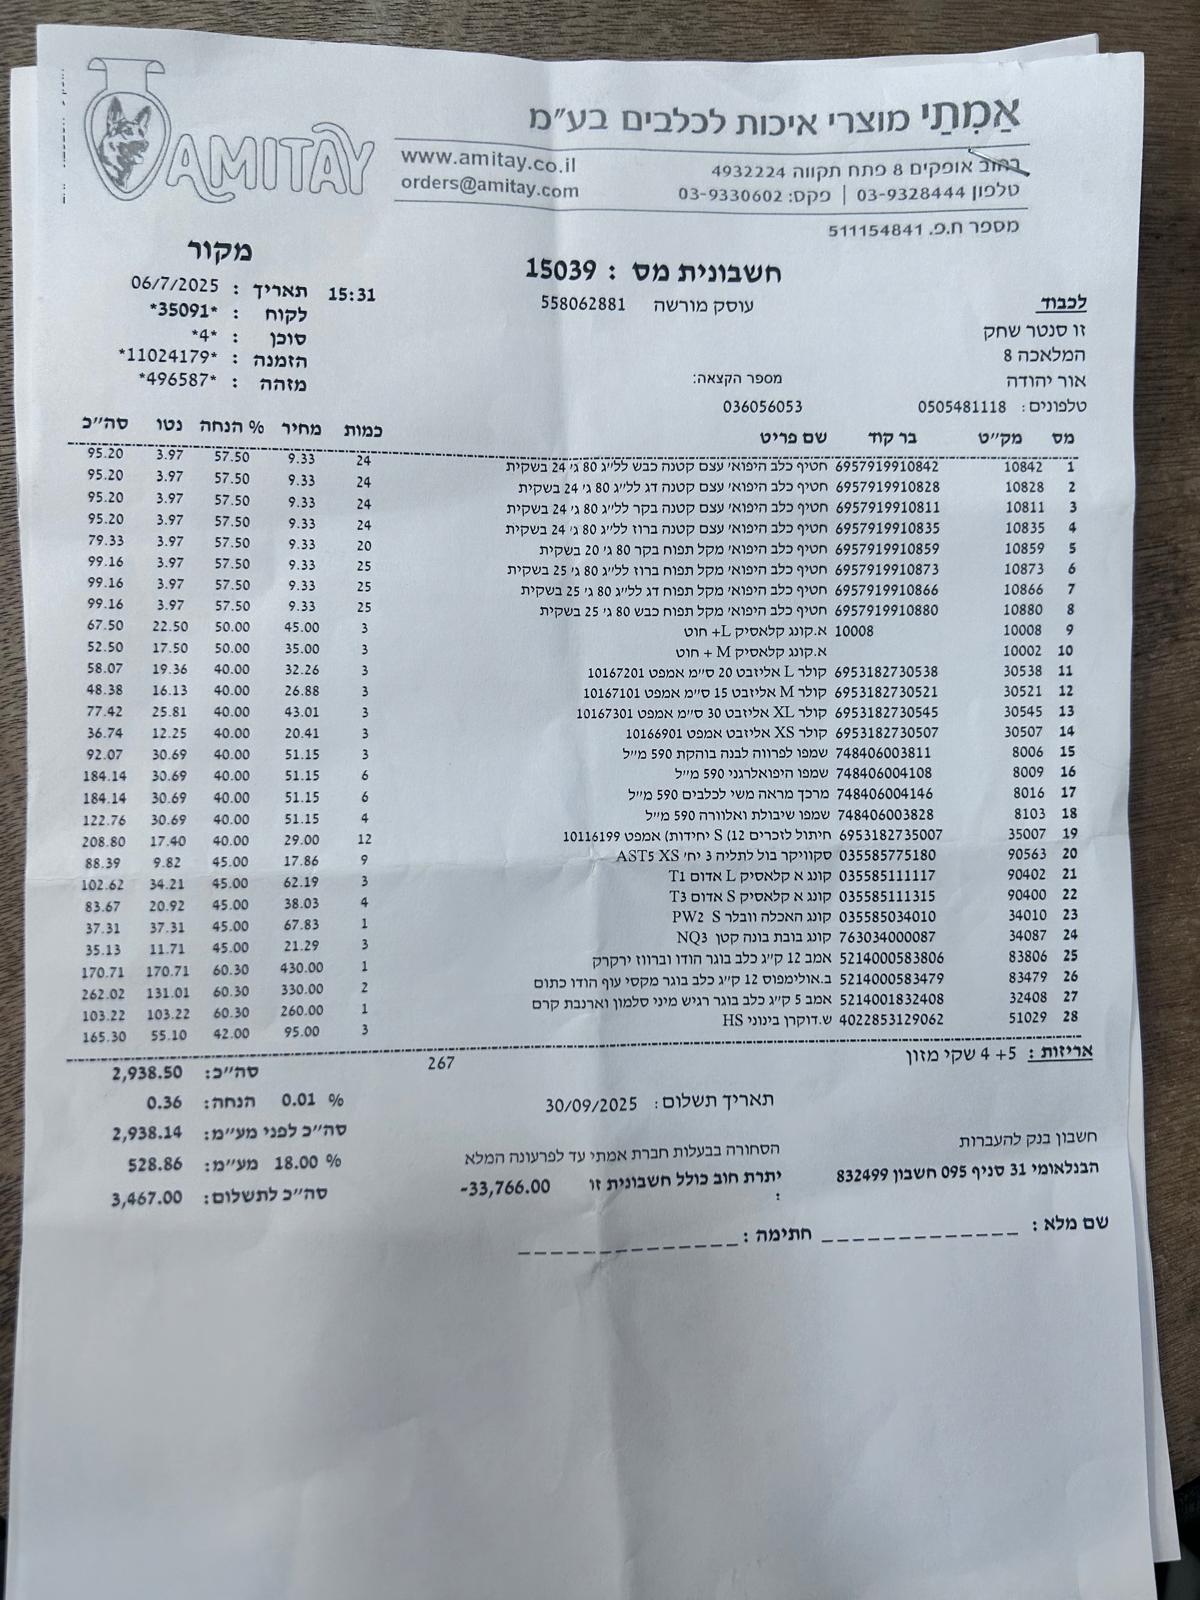 AMITAY
אַמִתַי מוצרי איכות לכלבים בע"מ
www.amitay.co.il
orders@amitay.com
רחוב אופקים 8 פתח תקווה 4932224
טלפון 03-9328444 | פקס: 03-9330602
מספר ח.פ. 511154841
מקור
חשבונית מס : 15039
עוסק מורשה 558062881
15:31 תאריך : 06/7/2025
לקוח : *35091*
סוכן : *4*
הזמנה : *11024179*
מזהה : *496587*
לכבוד
זו סנטר שחק
המלאכה 8
אור יהודה
טלפונים : 0505481118
מספר הקצאה:
036056053
מס מק"ט בר קוד שם פריט כמות מחיר % הנחה נטו סה"כ
1 10842 6957919910842 חטיף כלב היפוא' עצם קטנה כבש לל"ג 80 ג' 24 בשקית 24 9.33 57.50 3.97 95.20
2 10828 6957919910828 חטיף כלב היפוא' עצם קטנה דג לל"ג 80 ג' 24 בשקית 24 9.33 57.50 3.97 95.20
3 10811 6957919910811 חטיף כלב היפוא' עצם קטנה בקר לל"ג 80 ג' 24 בשקית 24 9.33 57.50 3.97 95.20
4 10835 6957919910835 חטיף כלב היפוא' עצם קטנה ברוז לל"ג 80 ג' 24 בשקית 24 9.33 57.50 3.97 95.20
5 10859 6957919910859 חטיף כלב היפוא' מקל תפוח בקר 80 ג' 20 בשקית 20 9.33 57.50 3.97 79.33
6 10873 6957919910873 חטיף כלב היפוא' מקל תפוח ברוז לל"ג 80 ג' 25 בשקית 25 9.33 57.50 3.97 99.16
7 10866 6957919910866 חטיף כלב היפוא' מקל תפוח דג לל"ג 80 ג' 25 בשקית 25 9.33 57.50 3.97 99.16
8 10880 6957919910880 חטיף כלב היפוא' מקל תפוח כבש 80 ג' 25 בשקית 25 9.33 57.50 3.97 99.16
9 10008 10008 א.קונג קלאסיק L+ חוט 3 45.00 50.00 22.50 67.50
10 10002 א.קונג קלאסיק M + חוט 3 35.00 50.00 17.50 52.50
11 30538 6953182730538 קולר L אליזבט 20 ס"מ אמפט 10167201 3 32.26 40.00 19.36 58.07
12 30521 6953182730521 קולר M אליזבט 15 ס"מ אמפט 10167101 3 26.88 40.00 16.13 48.38
13 30545 6953182730545 קולר XL אליזבט 30 ס"מ אמפט 10167301 3 43.01 40.00 25.81 77.42
14 30507 6953182730507 קולר XS אליזבט אמפט 10166901 3 20.41 40.00 12.25 36.74
15 8006 748406003811 שמפו לפרווה לבנה בוהקת 590 מ"ל 3 51.15 40.00 30.69 92.07
16 8009 748406004108 שמפו היפואלרגני 590 מ"ל 6 51.15 40.00 30.69 184.14
17 8016 748406004146 מרכך מראה משי לכלבים 590 מ"ל 6 51.15 40.00 30.69 184.14
18 8103 748406003828 שמפו שיבולת ואלוורה 590 מ"ל 4 51.15 40.00 30.69 122.76
19 35007 6953182735007 חיתול לזכרים S (12 יחידות) אמפט 10116199 12 29.00 40.00 17.40 208.80
20 90563 035585775180 סקוויקר בול לתליה 3 יח' AST5 XS 9 17.86 45.00 9.82 88.39
21 90402 035585111117 קונג א קלאסיק L אדום T1 3 62.19 45.00 34.21 102.62
22 90400 035585111315 קונג א קלאסיק S אדום T3 4 38.03 45.00 20.92 83.67
23 34010 035585034010 קונג האכלה וובלר PW2 S 1 67.83 45.00 37.31 37.31
24 34087 763034000087 קונג בובת בונה קטן NQ3 3 21.29 45.00 11.71 35.13
25 83806 5214000583806 אמב 12 ק"ג כלב בוגר הודו וברווז ירקרק 1 430.00 60.30 170.71 170.71
26 83479 5214000583479 ב.אולימפוס 12 ק"ג כלב בוגר מקסי עוף הודו כתום 2 330.00 60.30 131.01 262.02
27 32408 5214001832408 אמב 5 ק"ג כלב בוגר רגיש מיני סלמון וארנבת קרם 1 260.00 60.30 103.22 103.22
28 51029 4022853129062 ש.דוקרן בינוני HS 3 95.00 42.00 55.10 165.30
אריזות : 5+ 4 שקי מזון
267
סה"כ: 2,938.50
% 0.01 הנחה: 0.36
סה"כ לפני מע"מ: 2,938.14
% 18.00 מע"מ: 528.86
סה"כ לתשלום: 3,467.00
תאריך תשלום : 30/09/2025
חשבון בנק להעברות
הבנלאומי 31 סניף 095 חשבון 832499
הסחורה בבעלות חברת אמתי עד לפרעונה המלא
יתרת חוב כולל חשבונית זו : -33,766.00
שם מלא : _____________ חתימה : _____________